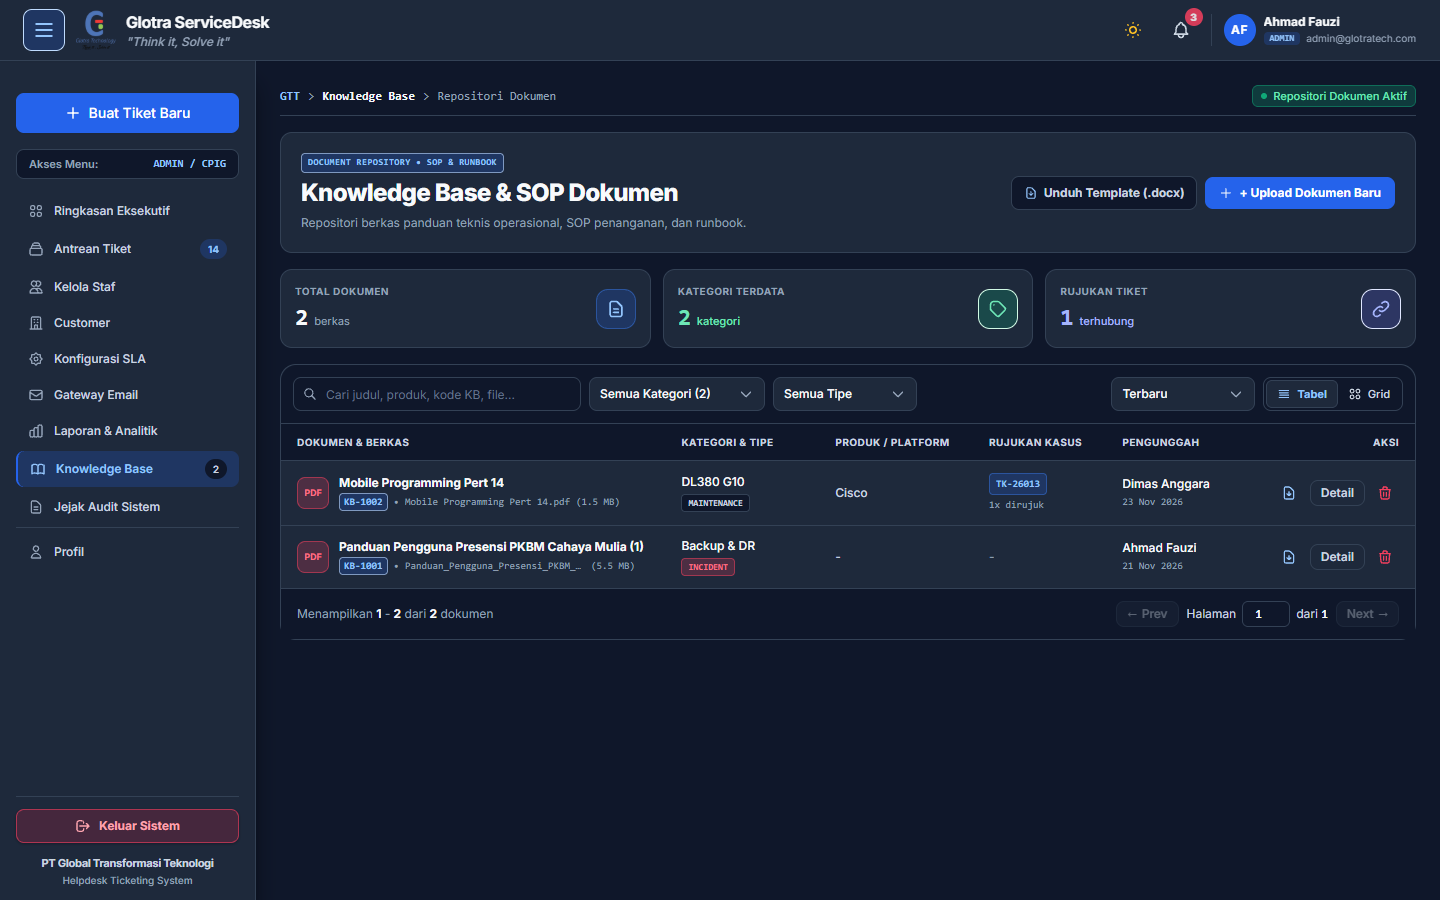 Glotra ServiceDesk
"Think it, Solve it"
3
AF
Ahmad Fauzi
ADMIN admin@glotratech.com
+ Buat Tiket Baru
Akses Menu: ADMIN / CPIG
Ringkasan Eksekutif
Antrean Tiket 14
Kelola Staf
Customer
Konfigurasi SLA
Gateway Email
Laporan & Analitik
Knowledge Base 2
Jejak Audit Sistem
Profil
Keluar Sistem
PT Global Transformasi Teknologi
Helpdesk Ticketing System
GTT > Knowledge Base > Repositori Dokumen
Repositori Dokumen Aktif
DOCUMENT REPOSITORY • SOP & RUNBOOK
Knowledge Base & SOP Dokumen
Repositori berkas panduan teknis operasional, SOP penanganan, dan runbook.
Unduh Template (.docx)
+ + Upload Dokumen Baru
TOTAL DOKUMEN
2 berkas
KATEGORI TERDATA
2 kategori
RUJUKAN TIKET
1 terhubung
Cari judul, produk, kode KB, file...
Semua Kategori (2)
Semua Tipe
Terbaru
Tabel
Grid
DOKUMEN & BERKAS KATEGORI & TIPE PRODUK / PLATFORM RUJUKAN KASUS PENGUNGGAH AKSI
PDF
Mobile Programming Pert 14
KB-1002 • Mobile Programming Pert 14.pdf (1.5 MB)
DL380 G10
MAINTENANCE
Cisco
TK-26013
1x dirujuk
Dimas Anggara
23 Nov 2026
Detail
PDF
Panduan Pengguna Presensi PKBM Cahaya Mulia (1)
KB-1001 • Panduan_Pengguna_Presensi_PKBM_… (5.5 MB)
Backup & DR
INCIDENT
-
-
Ahmad Fauzi
21 Nov 2026
Detail
Menampilkan 1 - 2 dari 2 dokumen
← Prev Halaman 1 dari 1 Next →